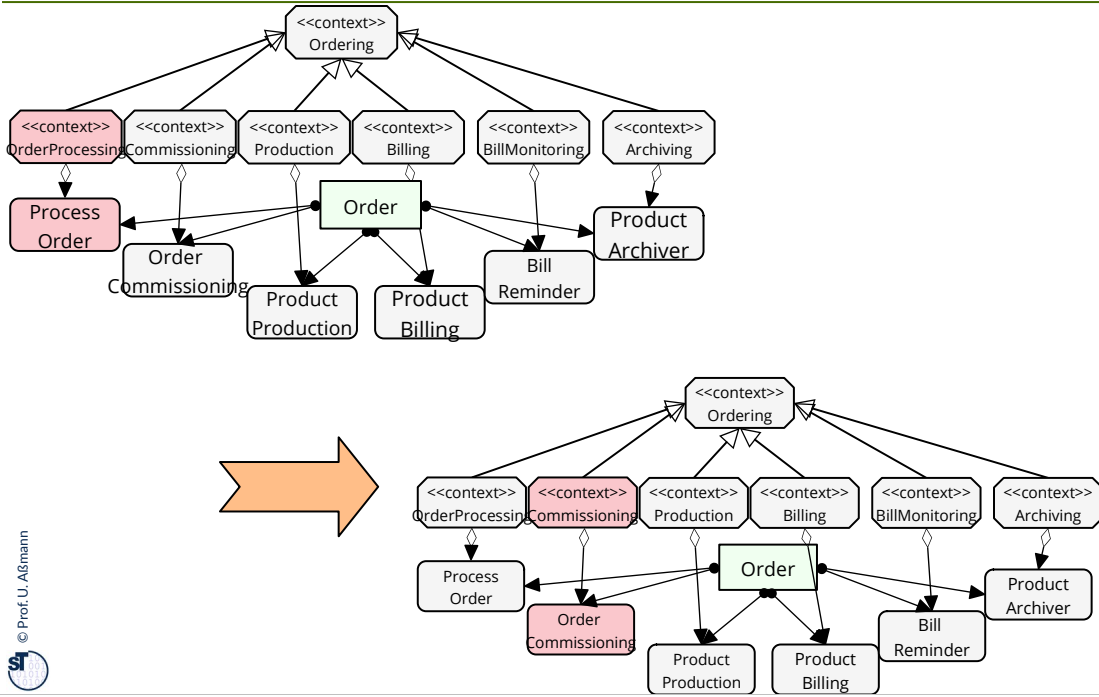 <<context>>
Ordering
<<context>>
OrderProcessing
<<context>>
Commissioning
<<context>>
Production
<<context>>
Billing
<<context>>
BillMonitoring
<<context>>
Archiving
Process
Order
Order
Commissioning
Product
Production
Order
Product
Billing
Bill
Reminder
Product
Archiver
<<context>>
Ordering
<<context>>
OrderProcessing
<<context>>
Commissioning
<<context>>
Production
<<context>>
Billing
<<context>>
BillMonitoring
<<context>>
Archiving
Process
Order
Order
Commissioning
Product
Production
Order
Product
Billing
Bill
Reminder
Product
Archiver
© Prof. U. Aßmann
ST